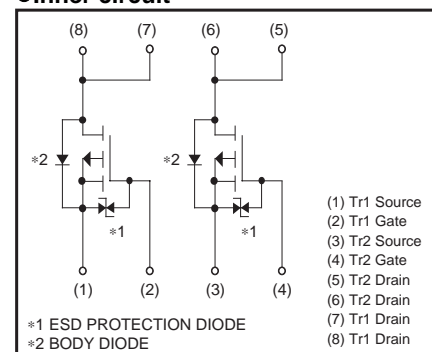 Inner circuit
(8) (7) (6) (5)
∗2 ∗2
∗1 ∗1
(1) (2) (3) (4)
(1) Tr1 Source
(2) Tr1 Gate
(3) Tr2 Source
(4) Tr2 Gate
(5) Tr2 Drain
(6) Tr2 Drain
(7) Tr1 Drain
(8) Tr1 Drain
∗1 ESD PROTECTION DIODE
∗2 BODY DIODE